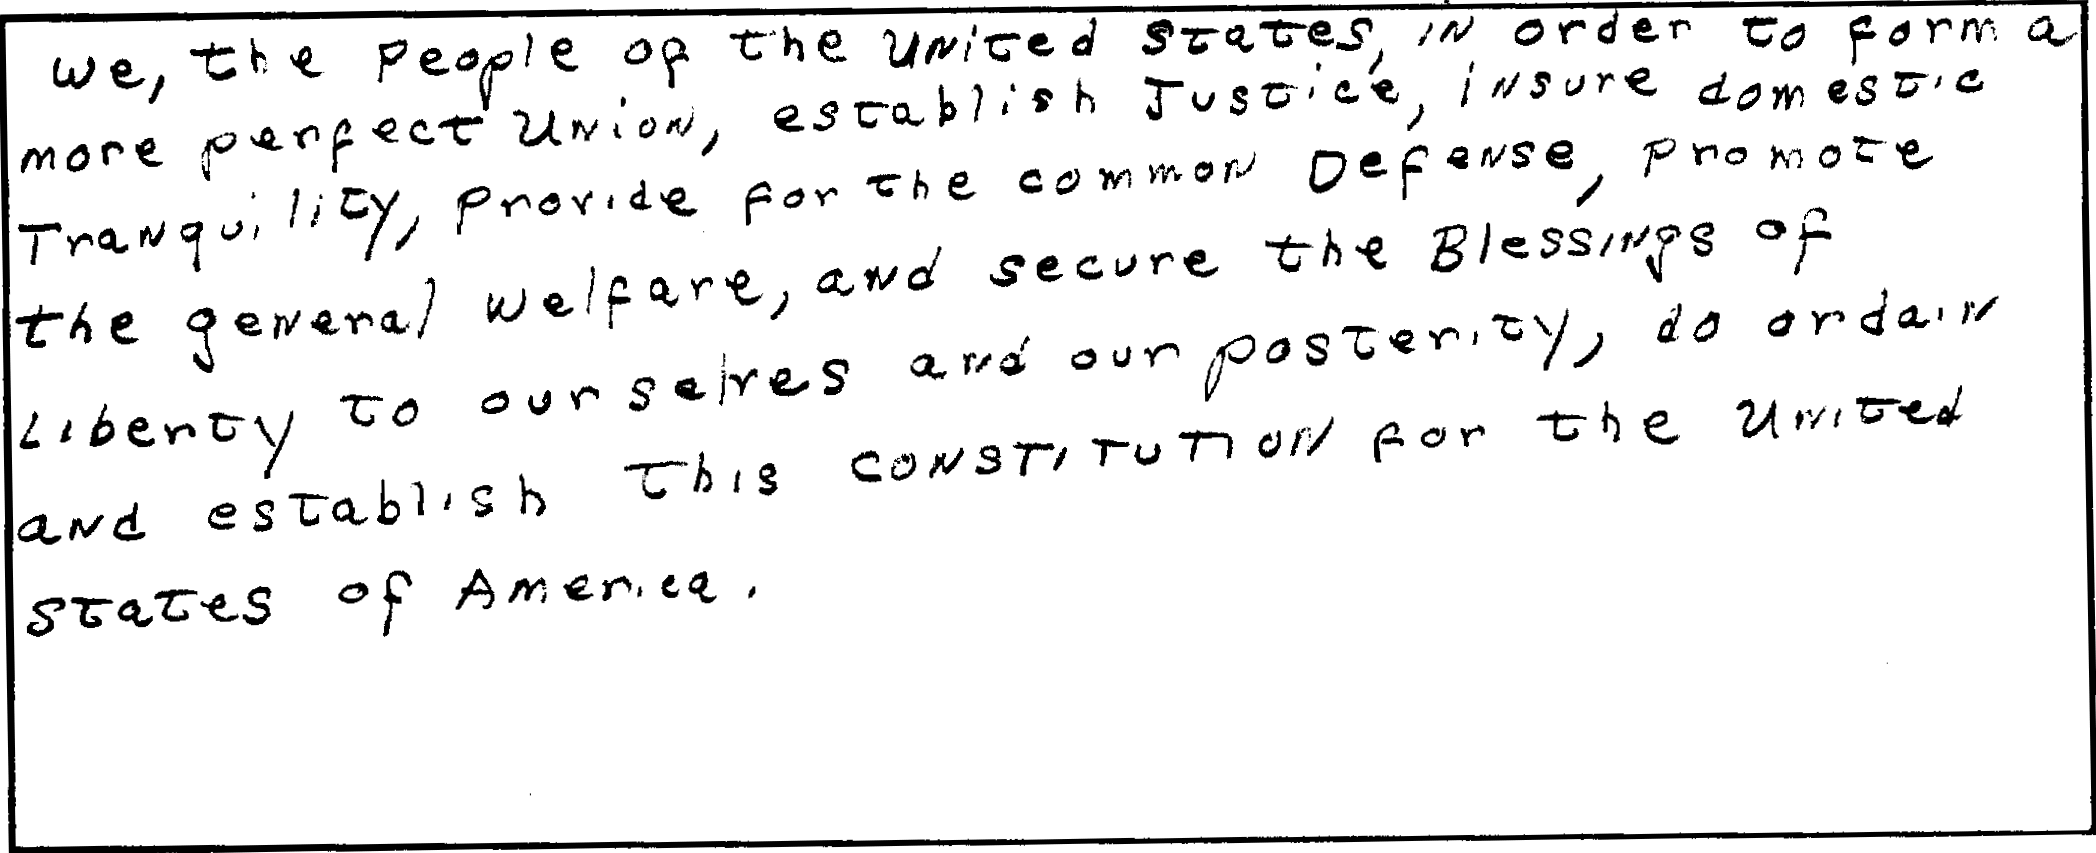 We, the People of the United States, in order to form a
more perfect Union, establish Justice, insure domestic
Tranquility, provide for the common Defense, promote
the general welfare, and secure the Blessings of
Liberty to ourselves and our posterity, do ordain
and establish This CONSTITUTION for the United
States of America.